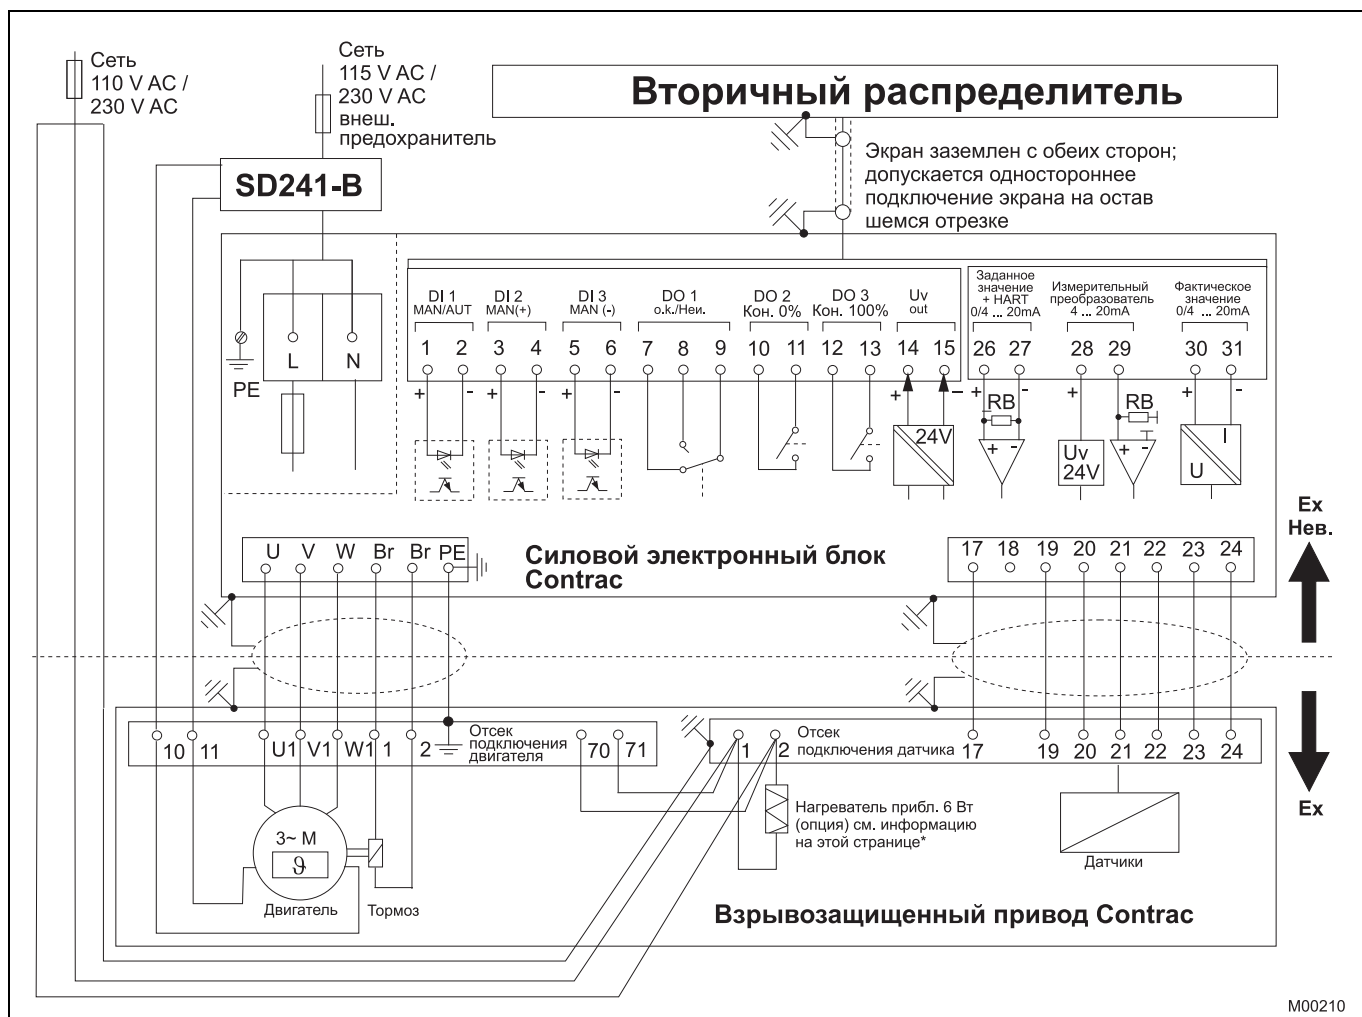 Сеть
110 V AC /
230 V AC
Сеть
115 V AC /
230 V AC
внеш.
предохранитель
Вторичный распределитель
SD241-B
Экран заземлен с обеих сторон;
допускается одностороннее
подключение экрана на остав
шемся отрезке
L N
PE
DI 1
MAN/AUT
DI 2
MAN(+)
DI 3
MAN (-)
DO 1
o.k./Неи.
DO 2
Кон. 0%
DO 3
Кон. 100%
Uv
out
Заданное
значение
+ HART
0/4 ... 20mA
Измерительный
преобразователь
4 ... 20mA
Фактическое
значение
0/4 ... 20mA
1 2 3 4 5 6 7 8 9 10 11 12 13 14 15 26 27 28 29 30 31
+ - + - + - + - + - + + -
RB RB
24V
+ -
Uv
24V
+ -
I
U
Ex
Нев.
U V W Br Br PE
Силовой электронный блок
Contrac
17 18 19 20 21 22 23 24
10 11 U1 V1 W1 1 2
Отсек
подключения
двигателя
70 71
1 2
Отсек
подключения датчика
17 19 20 21 22 23 24
Ex
3~ M
ϑ
Двигатель
Тормоз
Нагреватель прибл. 6 Вт
(опция) см. информацию
на этой странице*
Датчики
Взрывозащищенный привод Contrac
M00210